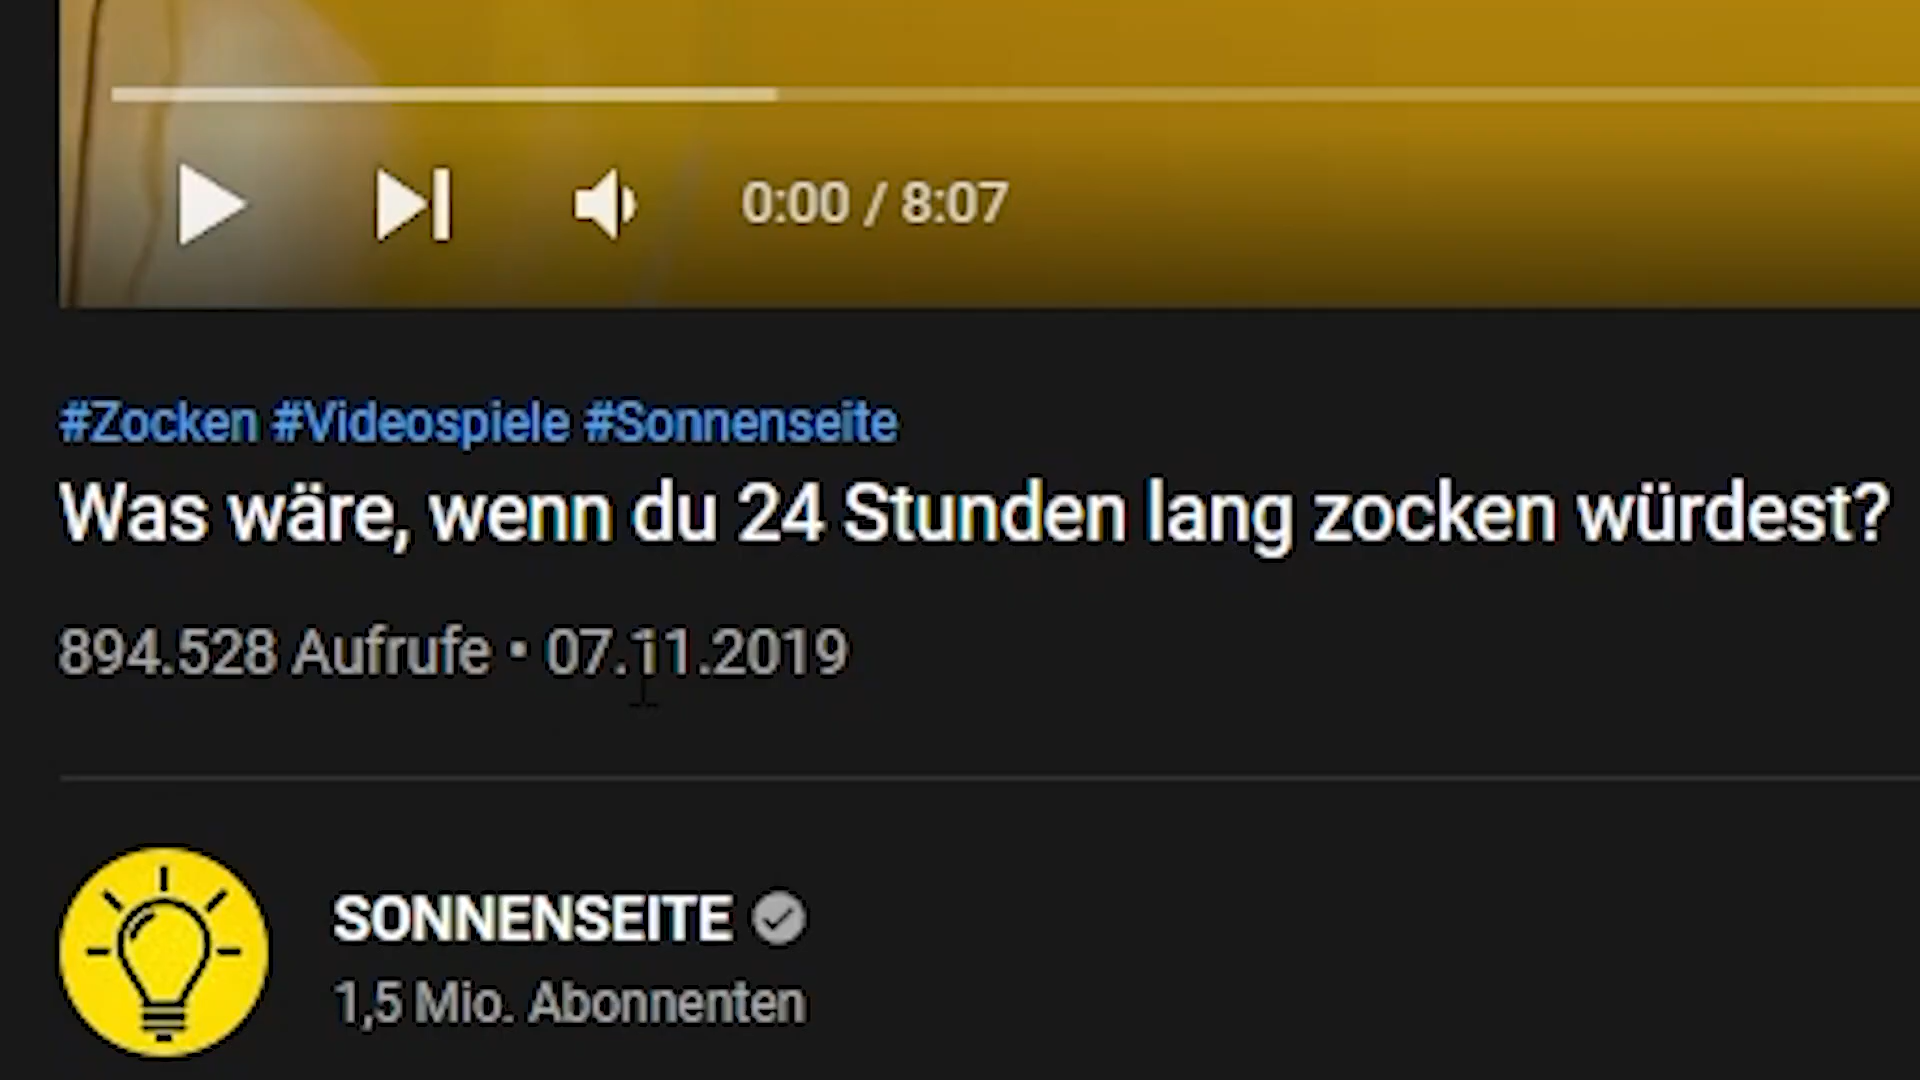 0:00 / 8:07
#Zocken #Videospiele #Sonnenseite
Was wäre, wenn du 24 Stunden lang zocken würdest?
894.528 Aufrufe • 07.11.2019
SONNENSEITE
1,5 Mio. Abonnenten